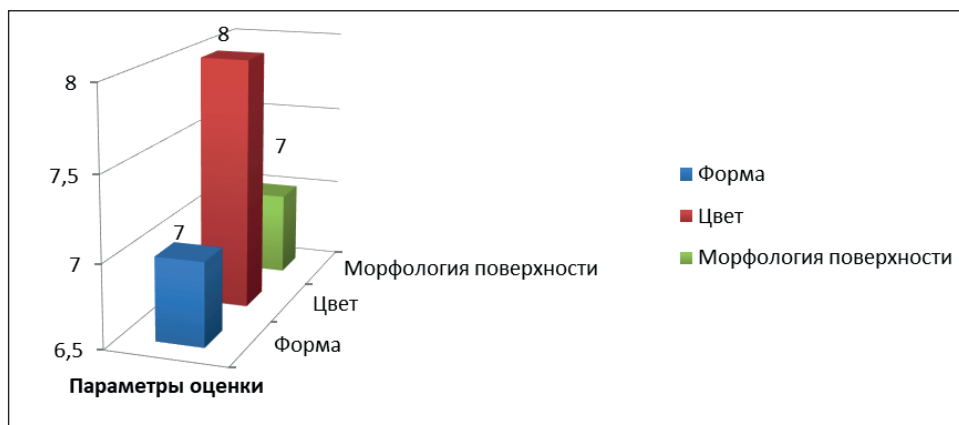 8
8
7,5
7
7
7
6,5
Морфология поверхности
Цвет
Форма
Параметры оценки
Форма
Цвет
Морфология поверхности